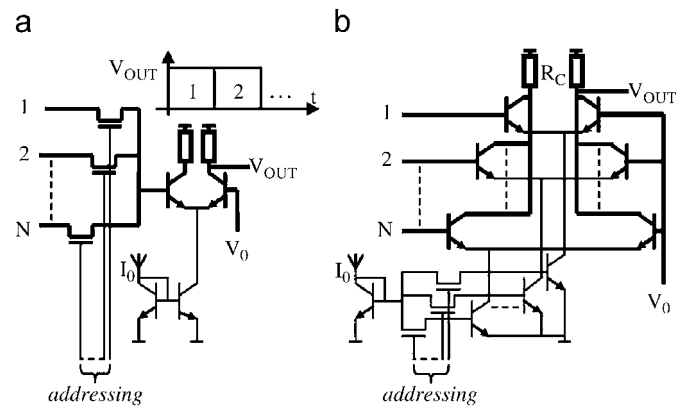 a
V_OUT
1 2 ... t
1
2
N
V_OUT
V_0
I_0
addressing
b
R_C
V_OUT
1
2
N
I_0
V_0
addressing